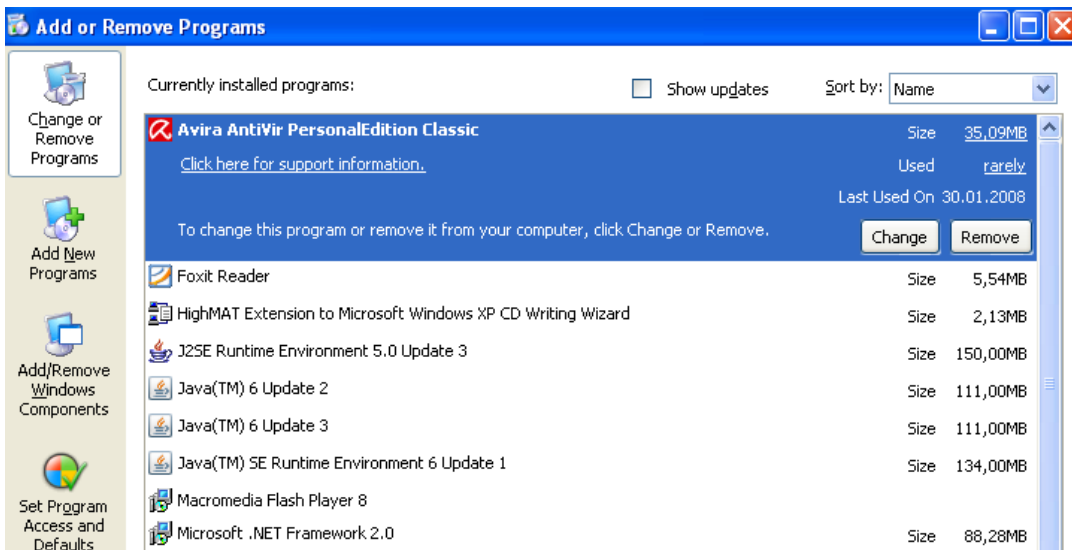 Add or Remove Programs
Change or
Remove
Programs
Add New
Programs
Add/Remove
Windows
Components
Set Program
Access and
Defaults
Currently installed programs:
Show updates
Sort by: Name
Avira AntiVir PersonalEdition Classic Size 35,09MB
Click here for support information. Used rarely
Last Used On 30.01.2008
To change this program or remove it from your computer, click Change or Remove. Change Remove
Foxit Reader Size 5,54MB
HighMAT Extension to Microsoft Windows XP CD Writing Wizard Size 2,13MB
J2SE Runtime Environment 5.0 Update 3 Size 150,00MB
Java(TM) 6 Update 2 Size 111,00MB
Java(TM) 6 Update 3 Size 111,00MB
Java(TM) SE Runtime Environment 6 Update 1 Size 134,00MB
Macromedia Flash Player 8
Microsoft .NET Framework 2.0 Size 88,28MB